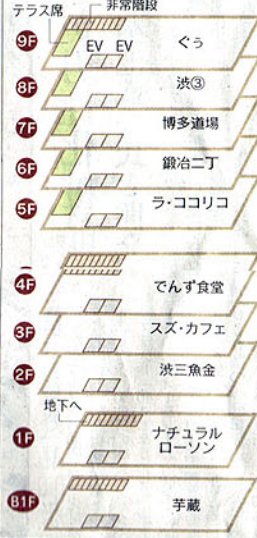 テラス席 非常階段
9F EV EV ぐぅ
8F 渋③
7F 博多道場
6F 鍛冶二丁
5F ラ・ココリコ
4F でんず食堂
3F スズ・カフェ
2F 渋三魚金
地下へ
1F ナチュラル
ローソン
B1F 芋蔵